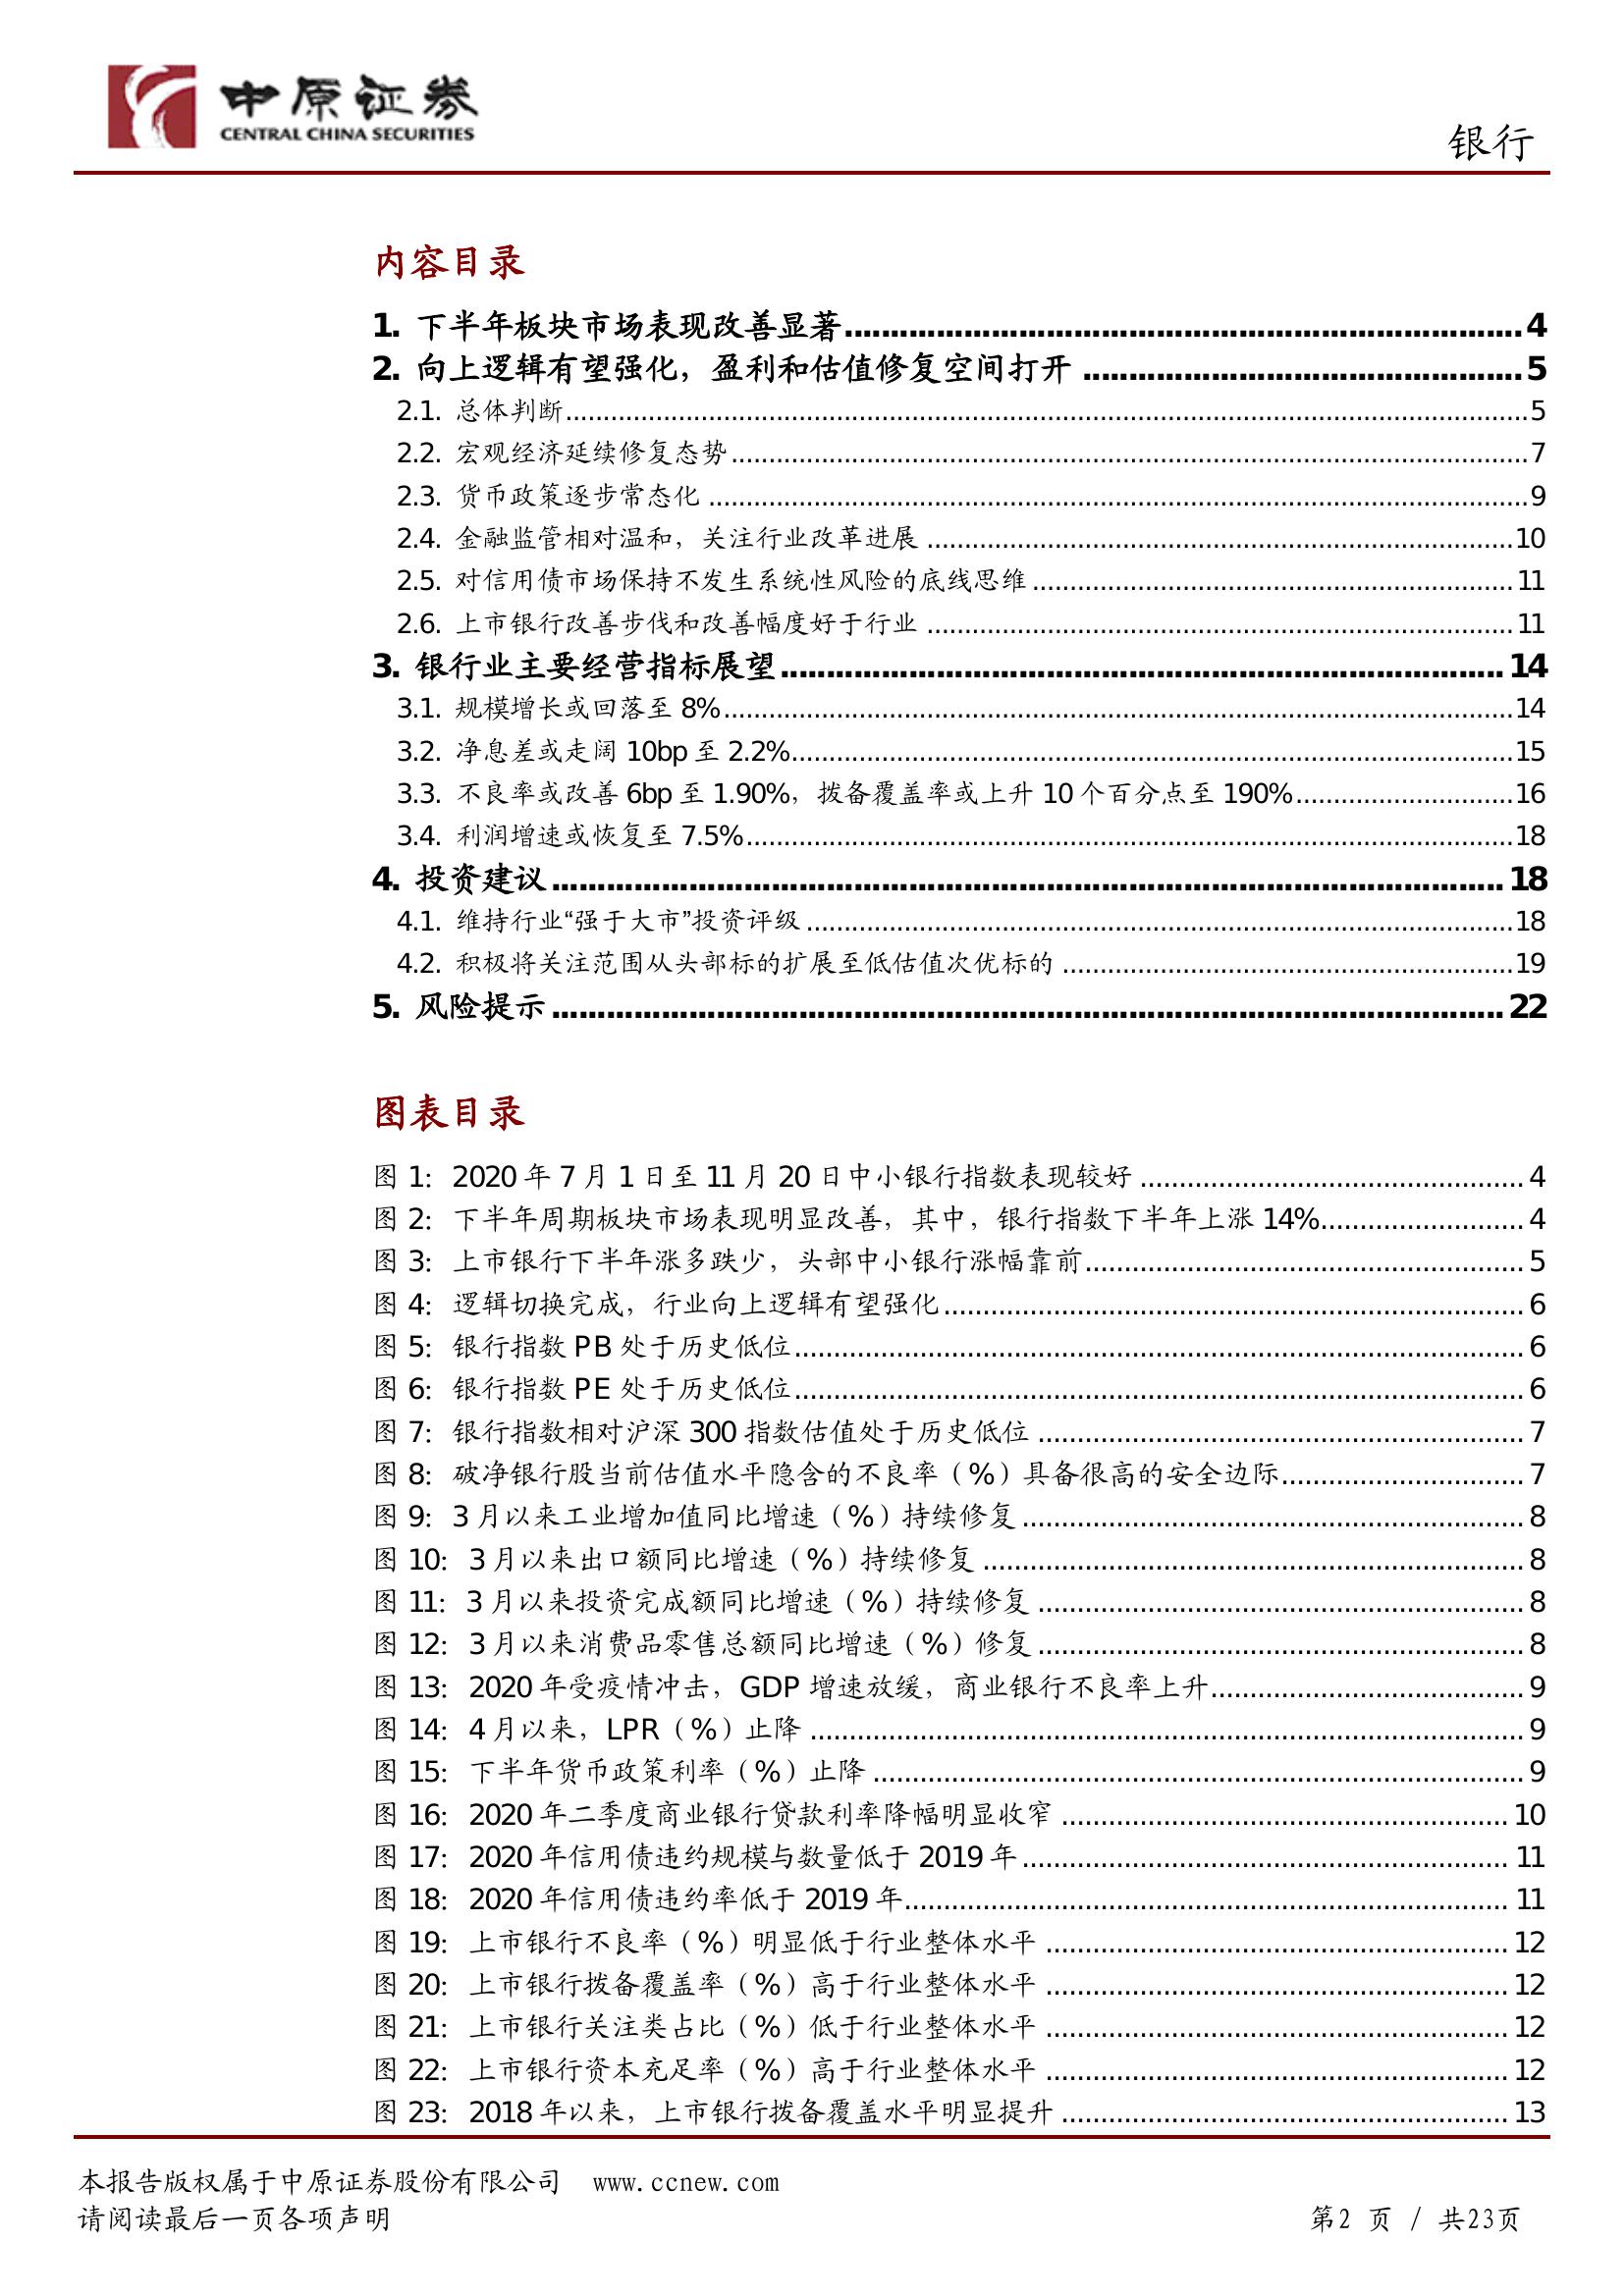 中原证券
CENTRAL CHINA SECURITIES
银行
内容目录
1. 下半年板块市场表现改善显著..........4
2. 向上逻辑有望强化，盈利和估值修复空间打开..........5
2.1. 总体判断..........5
2.2. 宏观经济延续修复态势..........7
2.3. 货币政策逐步常态化..........9
2.4. 金融监管相对温和，关注行业改革进展..........10
2.5. 对信用债市场保持不发生系统性风险的底线思维..........11
2.6. 上市银行改善步伐和改善幅度好于行业..........11
3. 银行业主要经营指标展望..........14
3.1. 规模增长或回落至 8%..........14
3.2. 净息差或走阔 10bp 至 2.2%..........15
3.3. 不良率或改善 6bp 至 1.90%，拨备覆盖率或上升 10 个百分点至 190%..........16
3.4. 利润增速或恢复至 7.5%..........18
4. 投资建议..........18
4.1. 维持行业“强于大市”投资评级..........18
4.2. 积极将关注范围从头部标的扩展至低估值次优标的..........19
5. 风险提示..........22
图表目录
图 1: 2020 年 7 月 1 日至 11 月 20 日中小银行指数表现较好..........4
图 2: 下半年周期板块市场表现明显改善，其中，银行指数下半年上涨 14%..........4
图 3: 上市银行下半年涨多跌少，头部中小银行涨幅靠前..........5
图 4: 逻辑切换完成，行业向上逻辑有望强化..........6
图 5: 银行指数 PB 处于历史低位..........6
图 6: 银行指数 PE 处于历史低位..........6
图 7: 银行指数相对沪深 300 指数估值处于历史低位..........7
图 8: 破净银行股当前估值水平隐含的不良率（%）具备很高的安全边际..........7
图 9: 3 月以来工业增加值同比增速（%）持续修复..........8
图 10: 3 月以来出口额同比增速（%）持续修复..........8
图 11: 3 月以来投资完成额同比增速（%）持续修复..........8
图 12: 3 月以来消费品零售总额同比增速（%）修复..........8
图 13: 2020 年受疫情冲击，GDP 增速放缓，商业银行不良率上升..........9
图 14: 4 月以来，LPR（%）止降..........9
图 15: 下半年货币政策利率（%）止降..........9
图 16: 2020 年二季度商业银行贷款利率降幅明显收窄..........10
图 17: 2020 年信用债违约规模与数量低于 2019 年..........11
图 18: 2020 年信用债违约率低于 2019 年..........11
图 19: 上市银行不良率（%）明显低于行业整体水平..........12
图 20: 上市银行拨备覆盖率（%）高于行业整体水平..........12
图 21: 上市银行关注类占比（%）低于行业整体水平..........12
图 22: 上市银行资本充足率（%）高于行业整体水平..........12
图 23: 2018 年以来，上市银行拨备覆盖水平明显提升..........13
本报告版权属于中原证券股份有限公司 www.ccnew.com
请阅读最后一页各项声明 第2 页 / 共23页